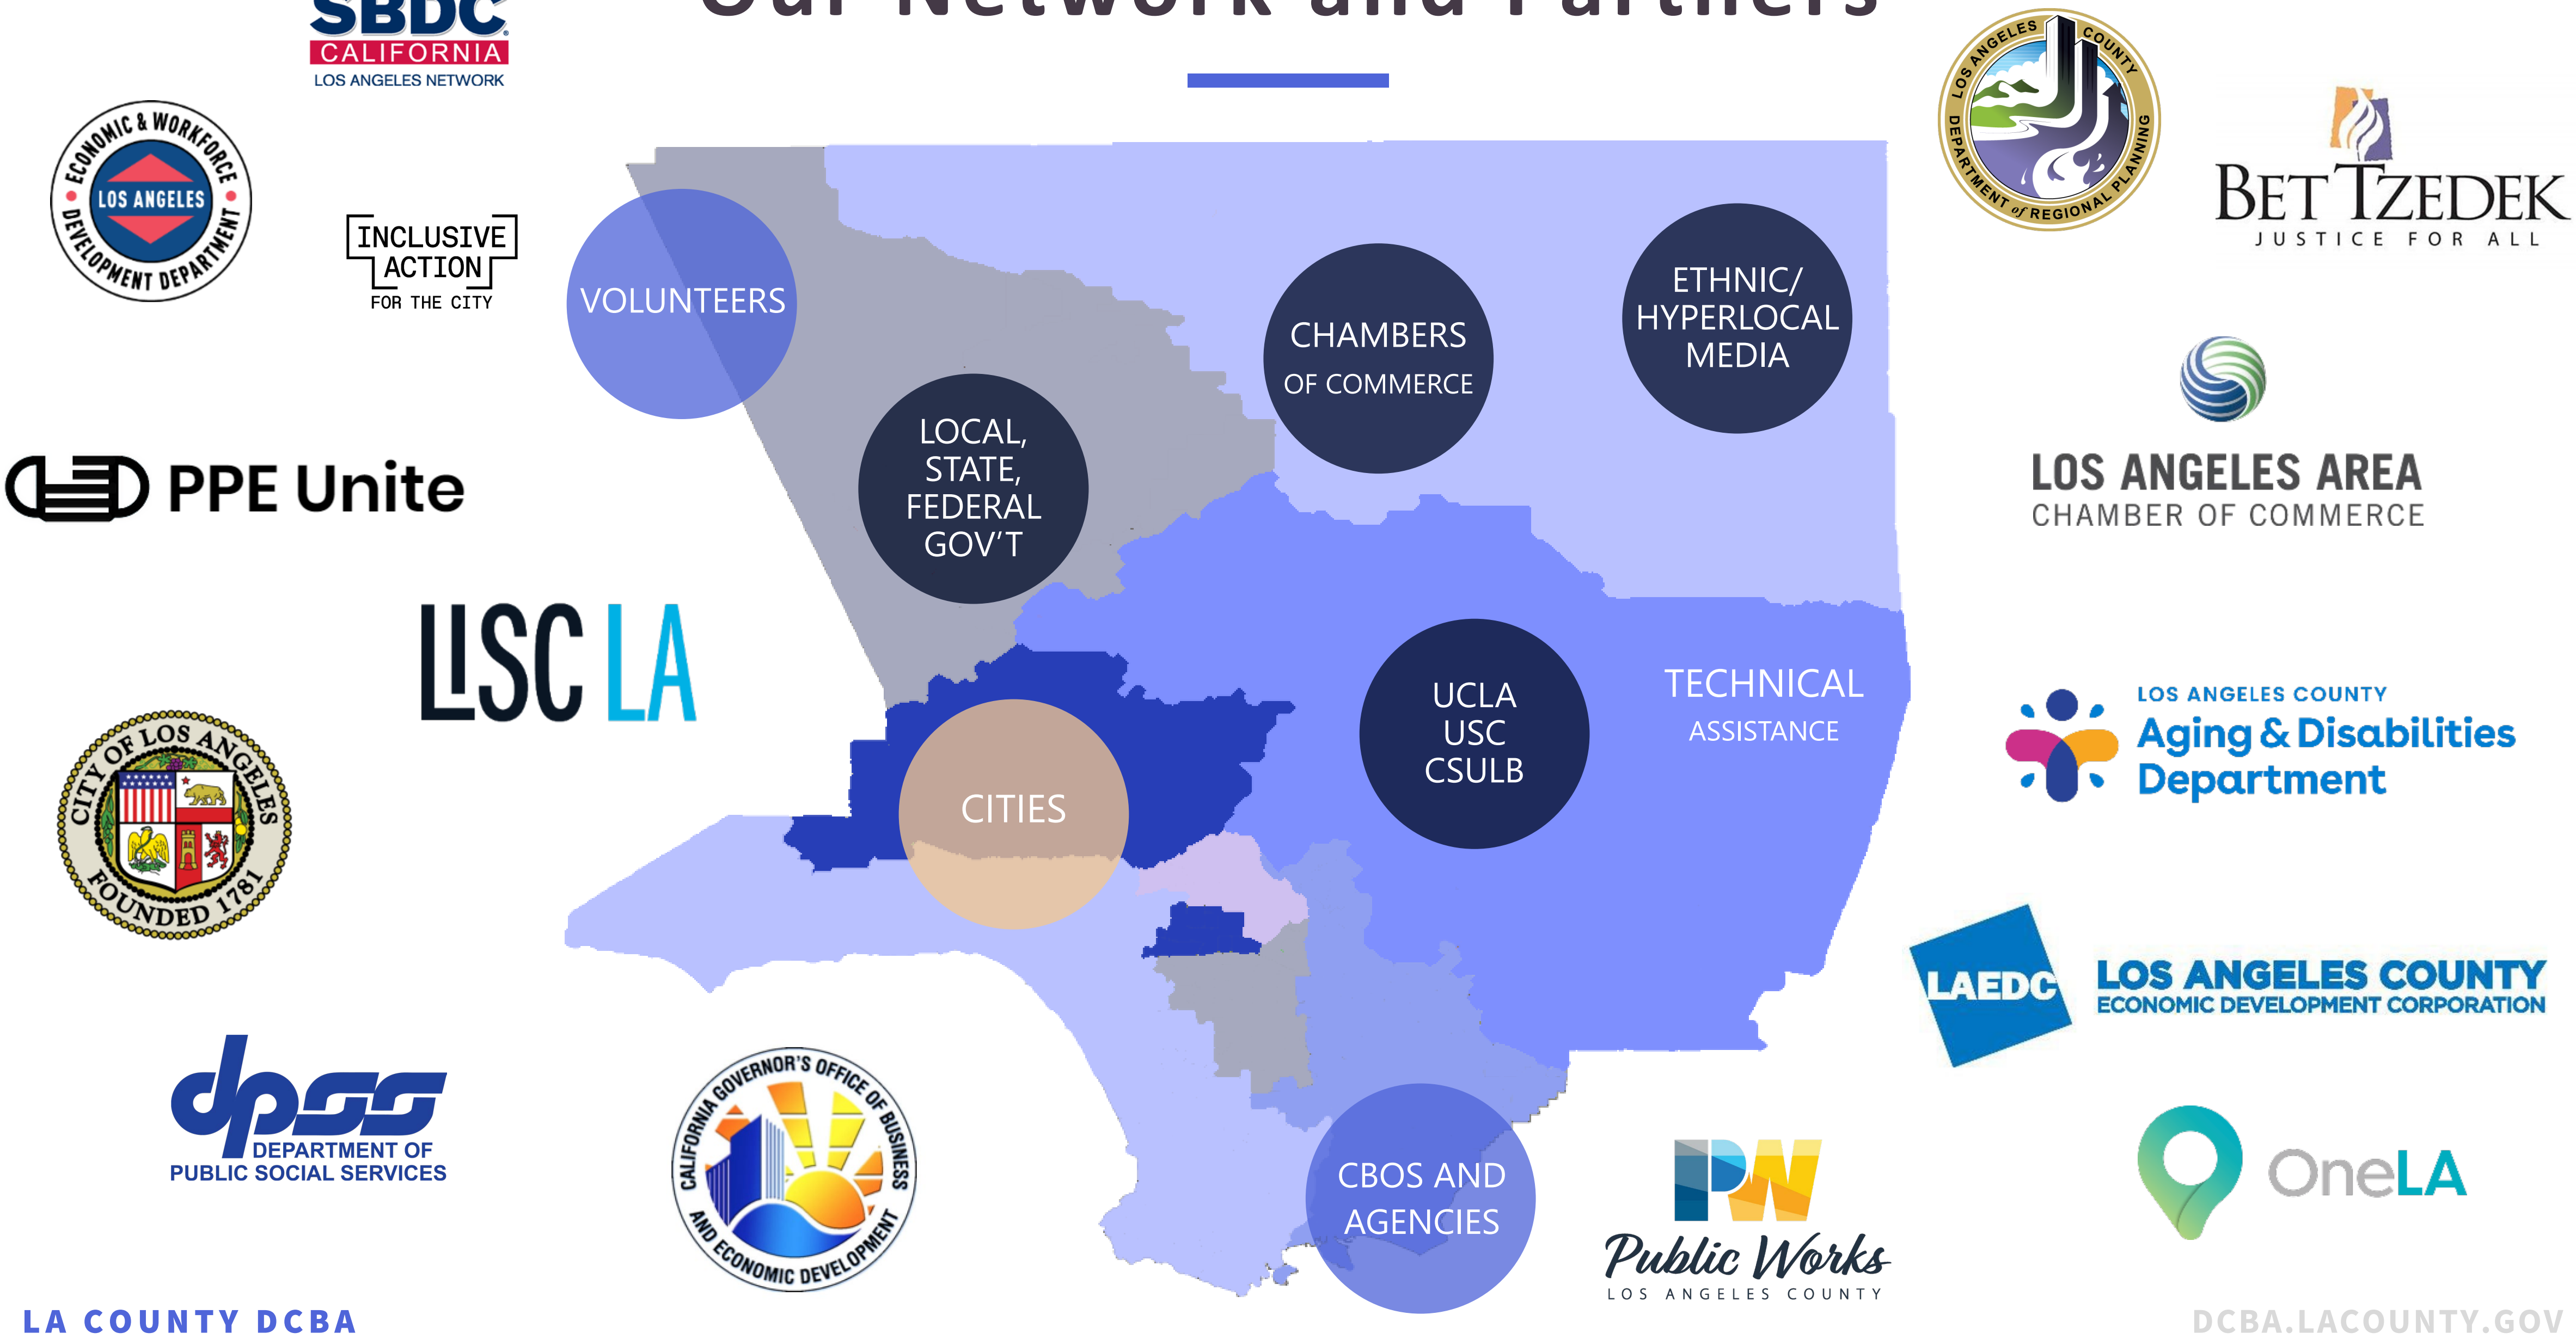 Our Network and Partners
SBDC
CALIFORNIA
LOS ANGELES NETWORK
ECONOMIC & WORKFORCE
LOS ANGELES
DEVELOPMENT DEPARTMENT
INCLUSIVE
ACTION
FOR THE CITY
PPE Unite
LISC LA
CITY OF LOS ANGELES
FOUNDED 1781
dpss
DEPARTMENT OF
PUBLIC SOCIAL SERVICES
CALIFORNIA GOVERNOR'S OFFICE OF BUSINESS
AND ECONOMIC DEVELOPMENT
VOLUNTEERS
LOCAL,
STATE,
FEDERAL
GOV'T
CHAMBERS
OF COMMERCE
ETHNIC/
HYPERLOCAL
MEDIA
UCLA
USC
CSULB
TECHNICAL
ASSISTANCE
CITIES
CBOS AND
AGENCIES
LOS ANGELES COUNTY
DEPARTMENT of REGIONAL PLANNING
BET TZEDEK
JUSTICE FOR ALL
LOS ANGELES AREA
CHAMBER OF COMMERCE
LOS ANGELES COUNTY
Aging & Disabilities
Department
LAEDC
LOS ANGELES COUNTY
ECONOMIC DEVELOPMENT CORPORATION
PW
Public Works
LOS ANGELES COUNTY
OneLA
LA COUNTY DCBA
DCBA.LACOUNTY.GOV